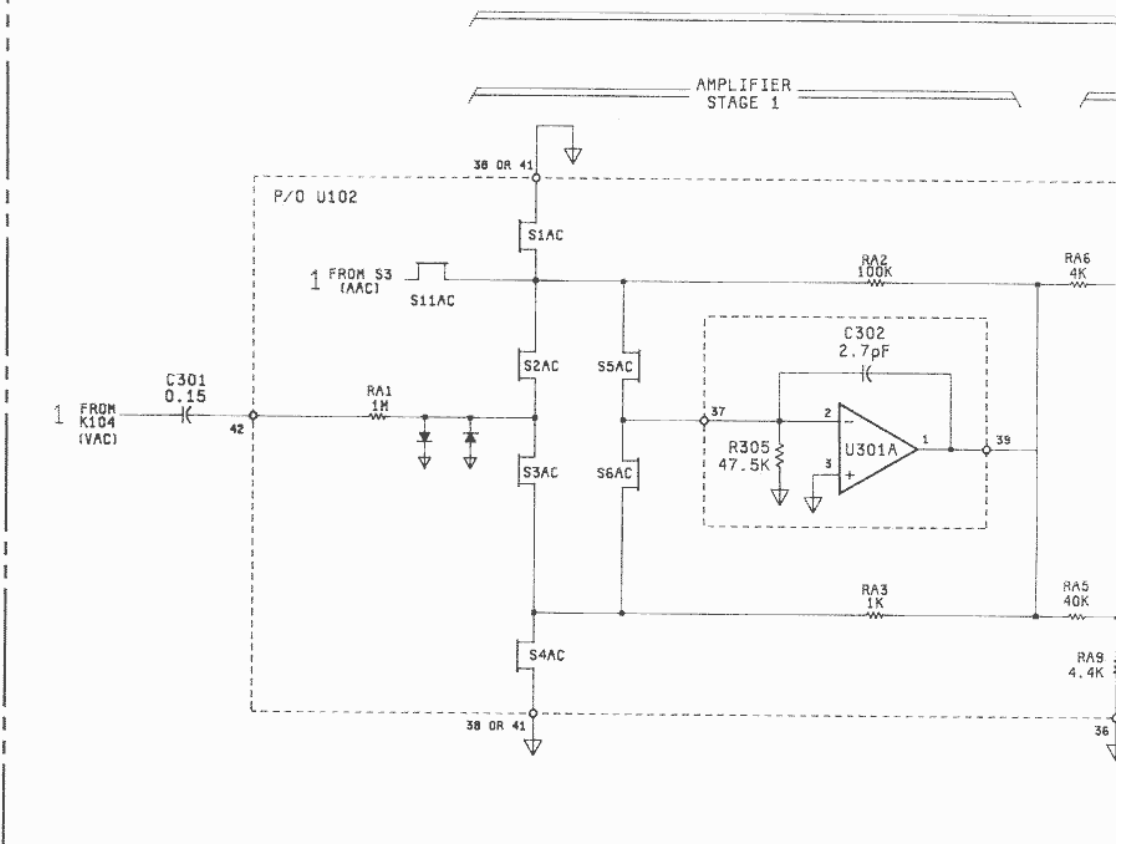 AMPLIFIER
STAGE 1
38 OR 41
P/O U102
S1AC
1 FROM S3
(AAC)
S11AC
RA2
100K
RA6
4K
C302
2.7pF
S2AC
S5AC
C301
0.15
RA1
1M
1 FROM
K104
(VAC)
42
37
2
R305
47.5K
U301A
1
39
3
S3AC
S6AC
RA3
1K
RA5
40K
S4AC
RA9
4.4K
38 OR 41
36